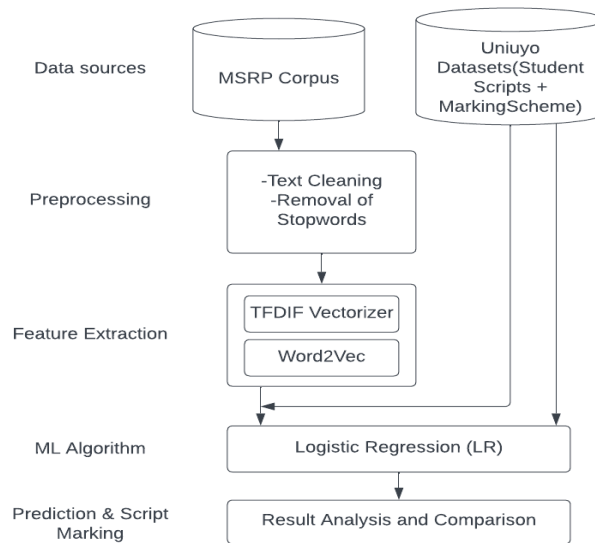 Data sources
MSRP Corpus
Uniuyo
Datasets(Student
Scripts +
MarkingScheme)
Preprocessing
-Text Cleaning
-Removal of
Stopwords
Feature Extraction
TFDIF Vectorizer
Word2Vec
ML Algorithm
Logistic Regression (LR)
Prediction & Script
Marking
Result Analysis and Comparison